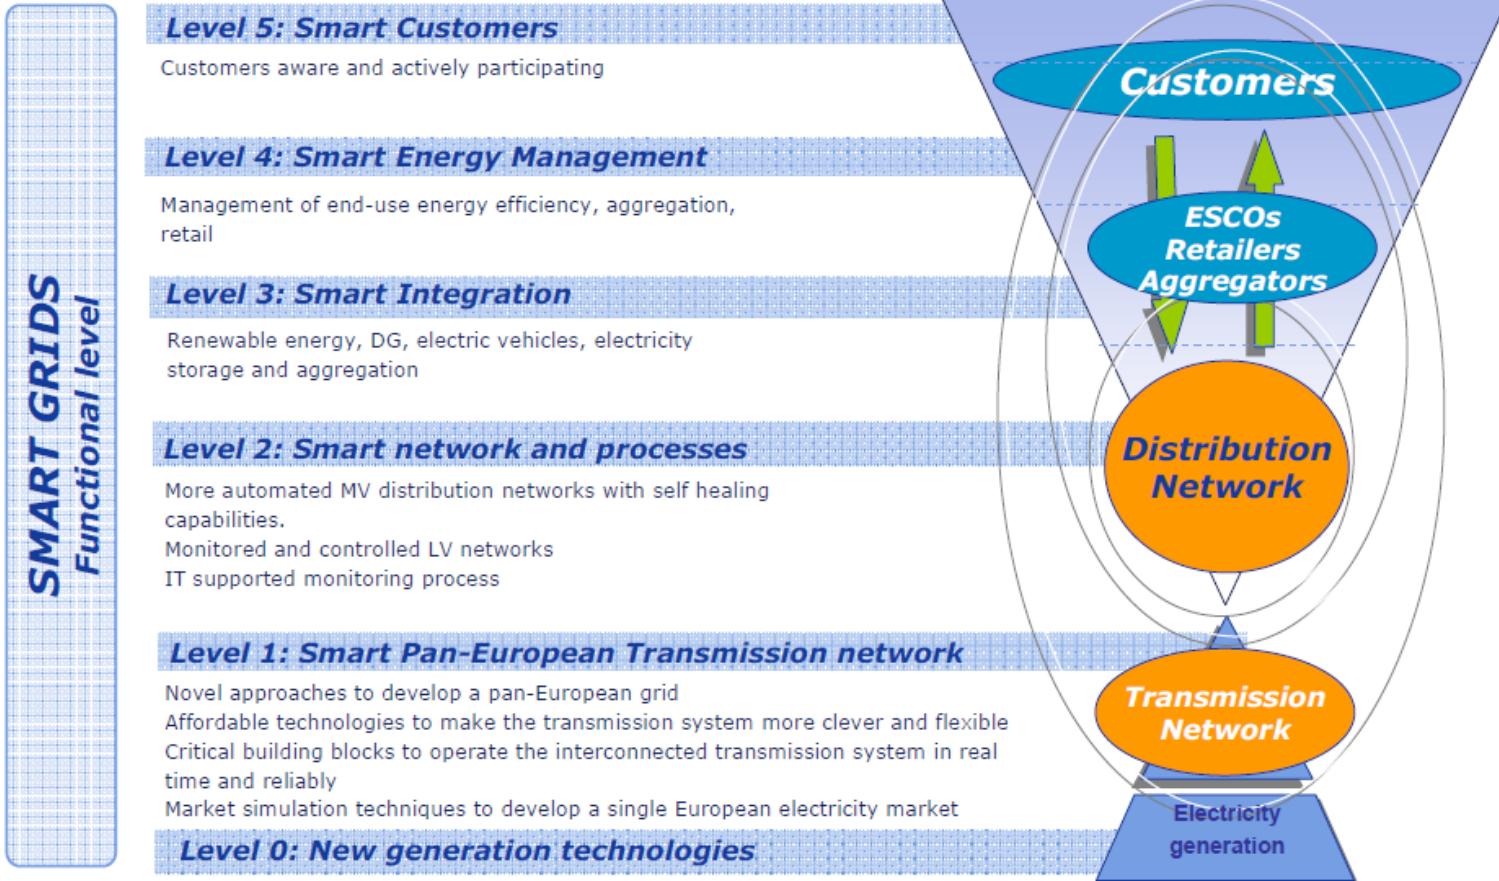 SMART GRIDS
Functional level
Level 5: Smart Customers
Customers aware and actively participating
Level 4: Smart Energy Management
Management of end-use energy efficiency, aggregation,
retail
Level 3: Smart Integration
Renewable energy, DG, electric vehicles, electricity
storage and aggregation
Level 2: Smart network and processes
More automated MV distribution networks with self healing
capabilities.
Monitored and controlled LV networks
IT supported monitoring process
Level 1: Smart Pan-European Transmission network
Novel approaches to develop a pan-European grid
Affordable technologies to make the transmission system more clever and flexible
Critical building blocks to operate the interconnected transmission system in real
time and reliably
Market simulation techniques to develop a single European electricity market
Level 0: New generation technologies
Customers
ESCOs
Retailers
Aggregators
Distribution
Network
Transmission
Network
Electricity
generation